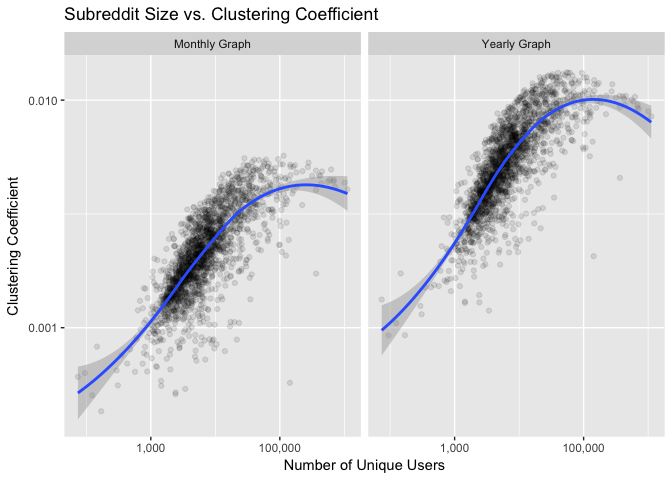 Subreddit Size vs. Clustering Coefficient
Monthly Graph
Yearly Graph
0.010
0.001
Clustering Coefficient
1,000
100,000
1,000
100,000
Number of Unique Users